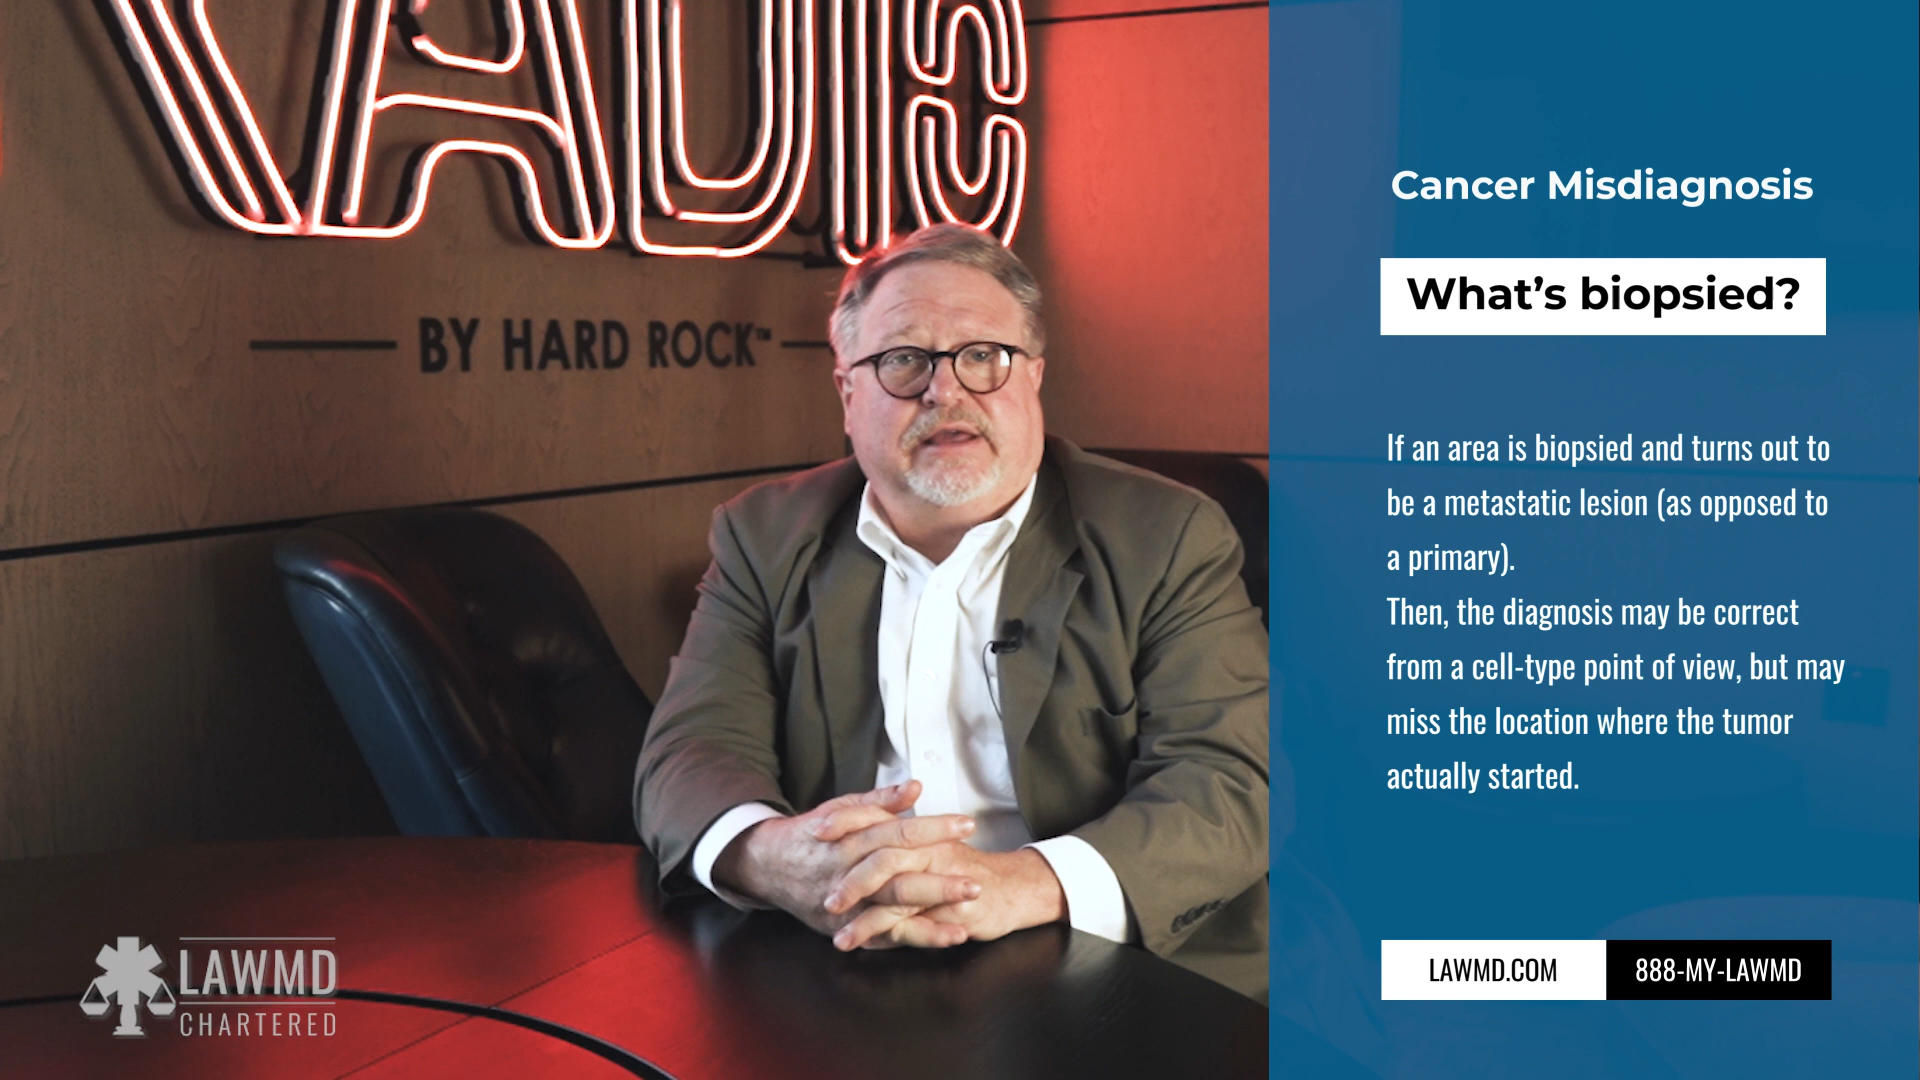 BY HARD ROCK™
Cancer Misdiagnosis
What's biopsied?
If an area is biopsied and turns out to
be a metastatic lesion (as opposed to
a primary).
Then, the diagnosis may be correct
from a cell-type point of view, but may
miss the location where the tumor
actually started.
LAWMD
CHARTERED
LAWMD.COM
888-MY-LAWMD